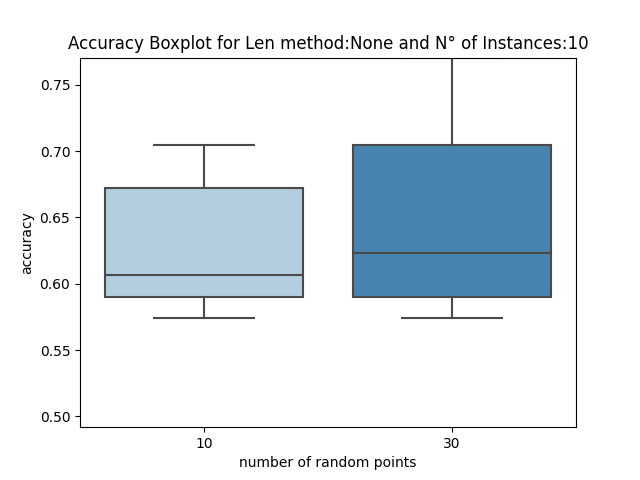 Accuracy Boxplot for Len method:None and N° of Instances:10
0.75
0.70
0.65
0.60
0.55
0.50
accuracy
10 30
number of random points